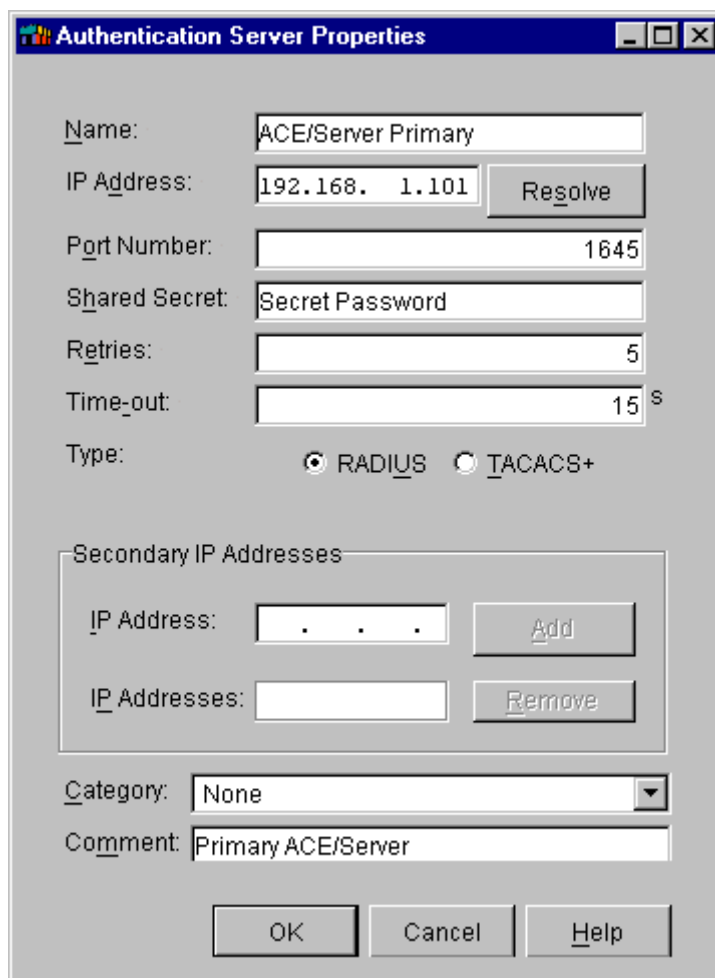 Authentication Server Properties
Name: ACE/Server Primary
IP Address: 192.168. 1.101 Resolve
Port Number: 1645
Shared Secret: Secret Password
Retries: 5
Time-out: 15 s
Type: RADIUS TACACS+
Secondary IP Addresses
IP Address: . . . Add
IP Addresses: Remove
Category: None
Comment: Primary ACE/Server
OK Cancel Help